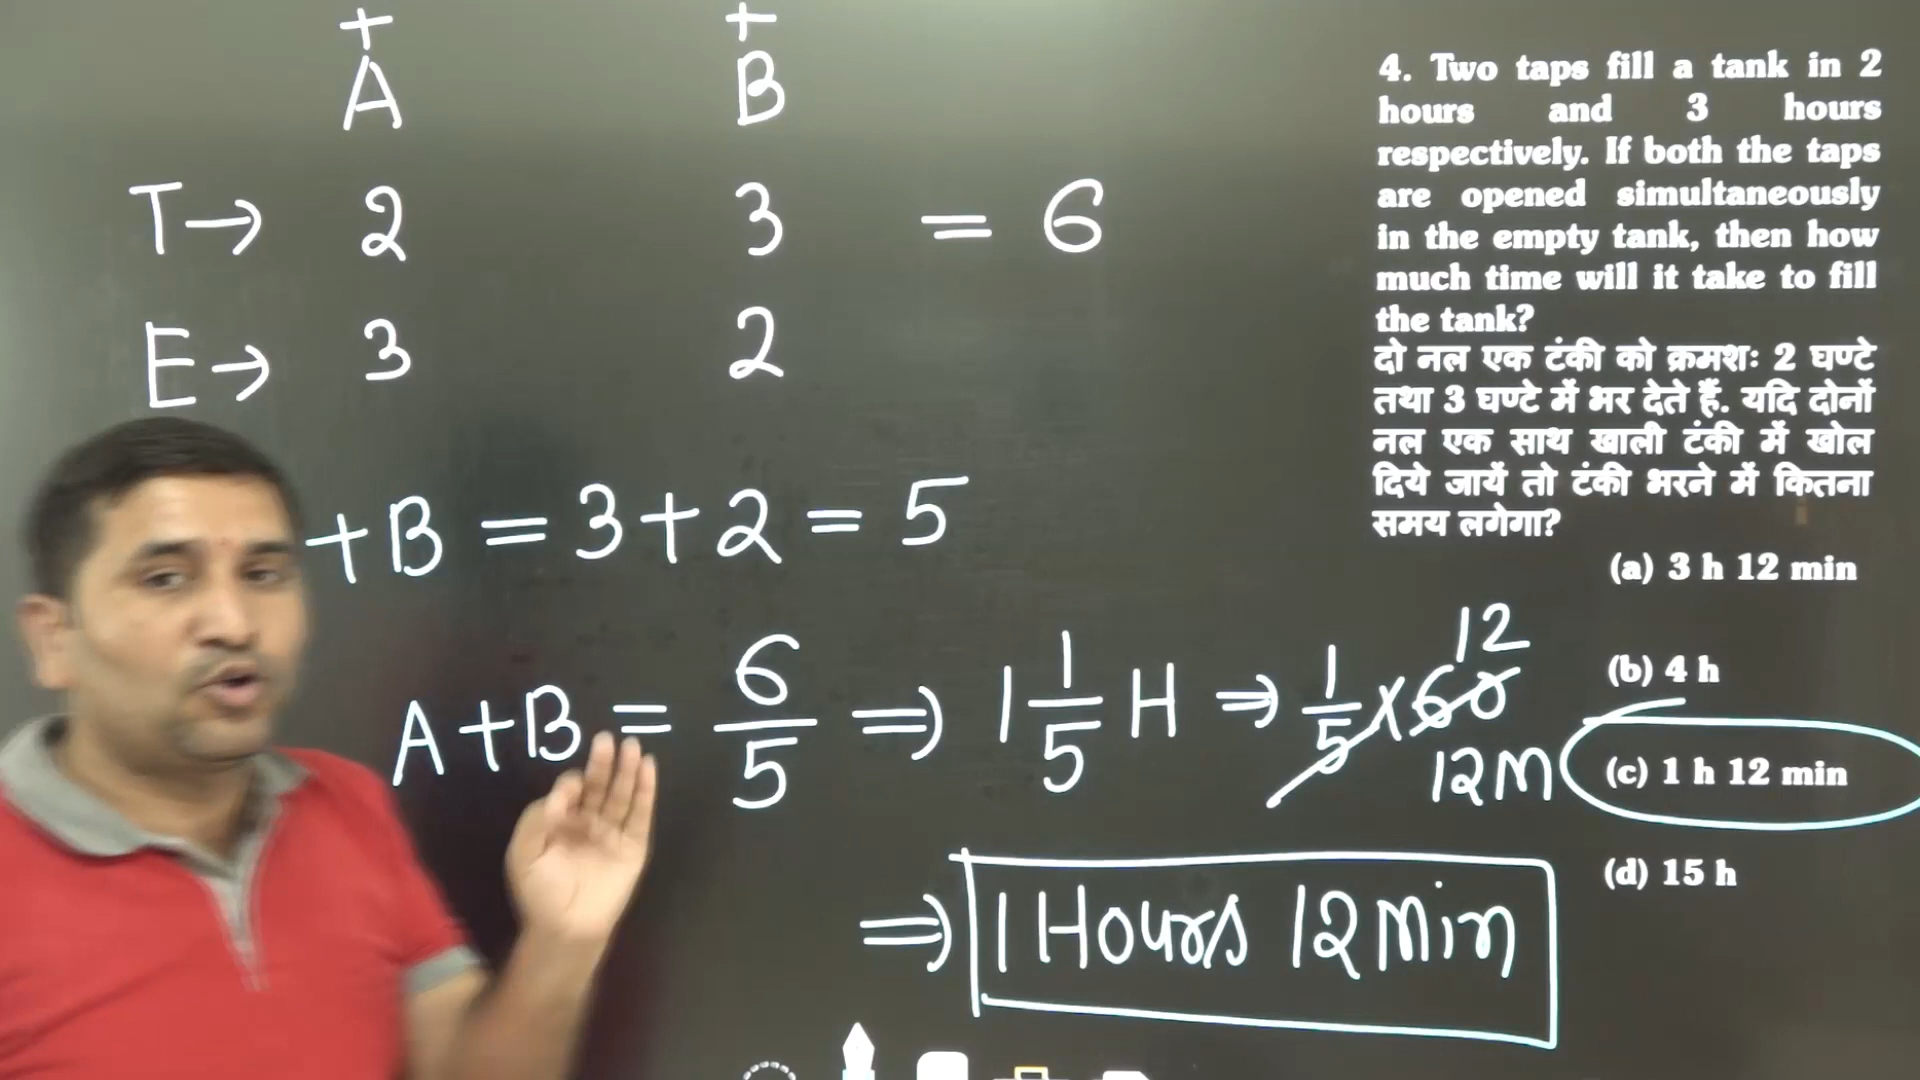 + +
A B
T→ 2 3 = 6
E→ 3 2
+B = 3+2 = 5
A+B = 6/5 ⇒ 1 1/5 H ⇒ 1/5 × 60 12
12M
⇒ 1 Hours 12 Min
4. Two taps fill a tank in 2
hours and 3 hours
respectively. If both the taps
are opened simultaneously
in the empty tank, then how
much time will it take to fill
the tank?
दो नल एक टंकी को क्रमशः 2 घण्टे
तथा 3 घण्टे में भर देते हैं. यदि दोनों
नल एक साथ खाली टंकी में खोल
दिये जायें तो टंकी भरने में कितना
समय लगेगा?
(a) 3 h 12 min
(b) 4 h
(c) 1 h 12 min
(d) 15 h